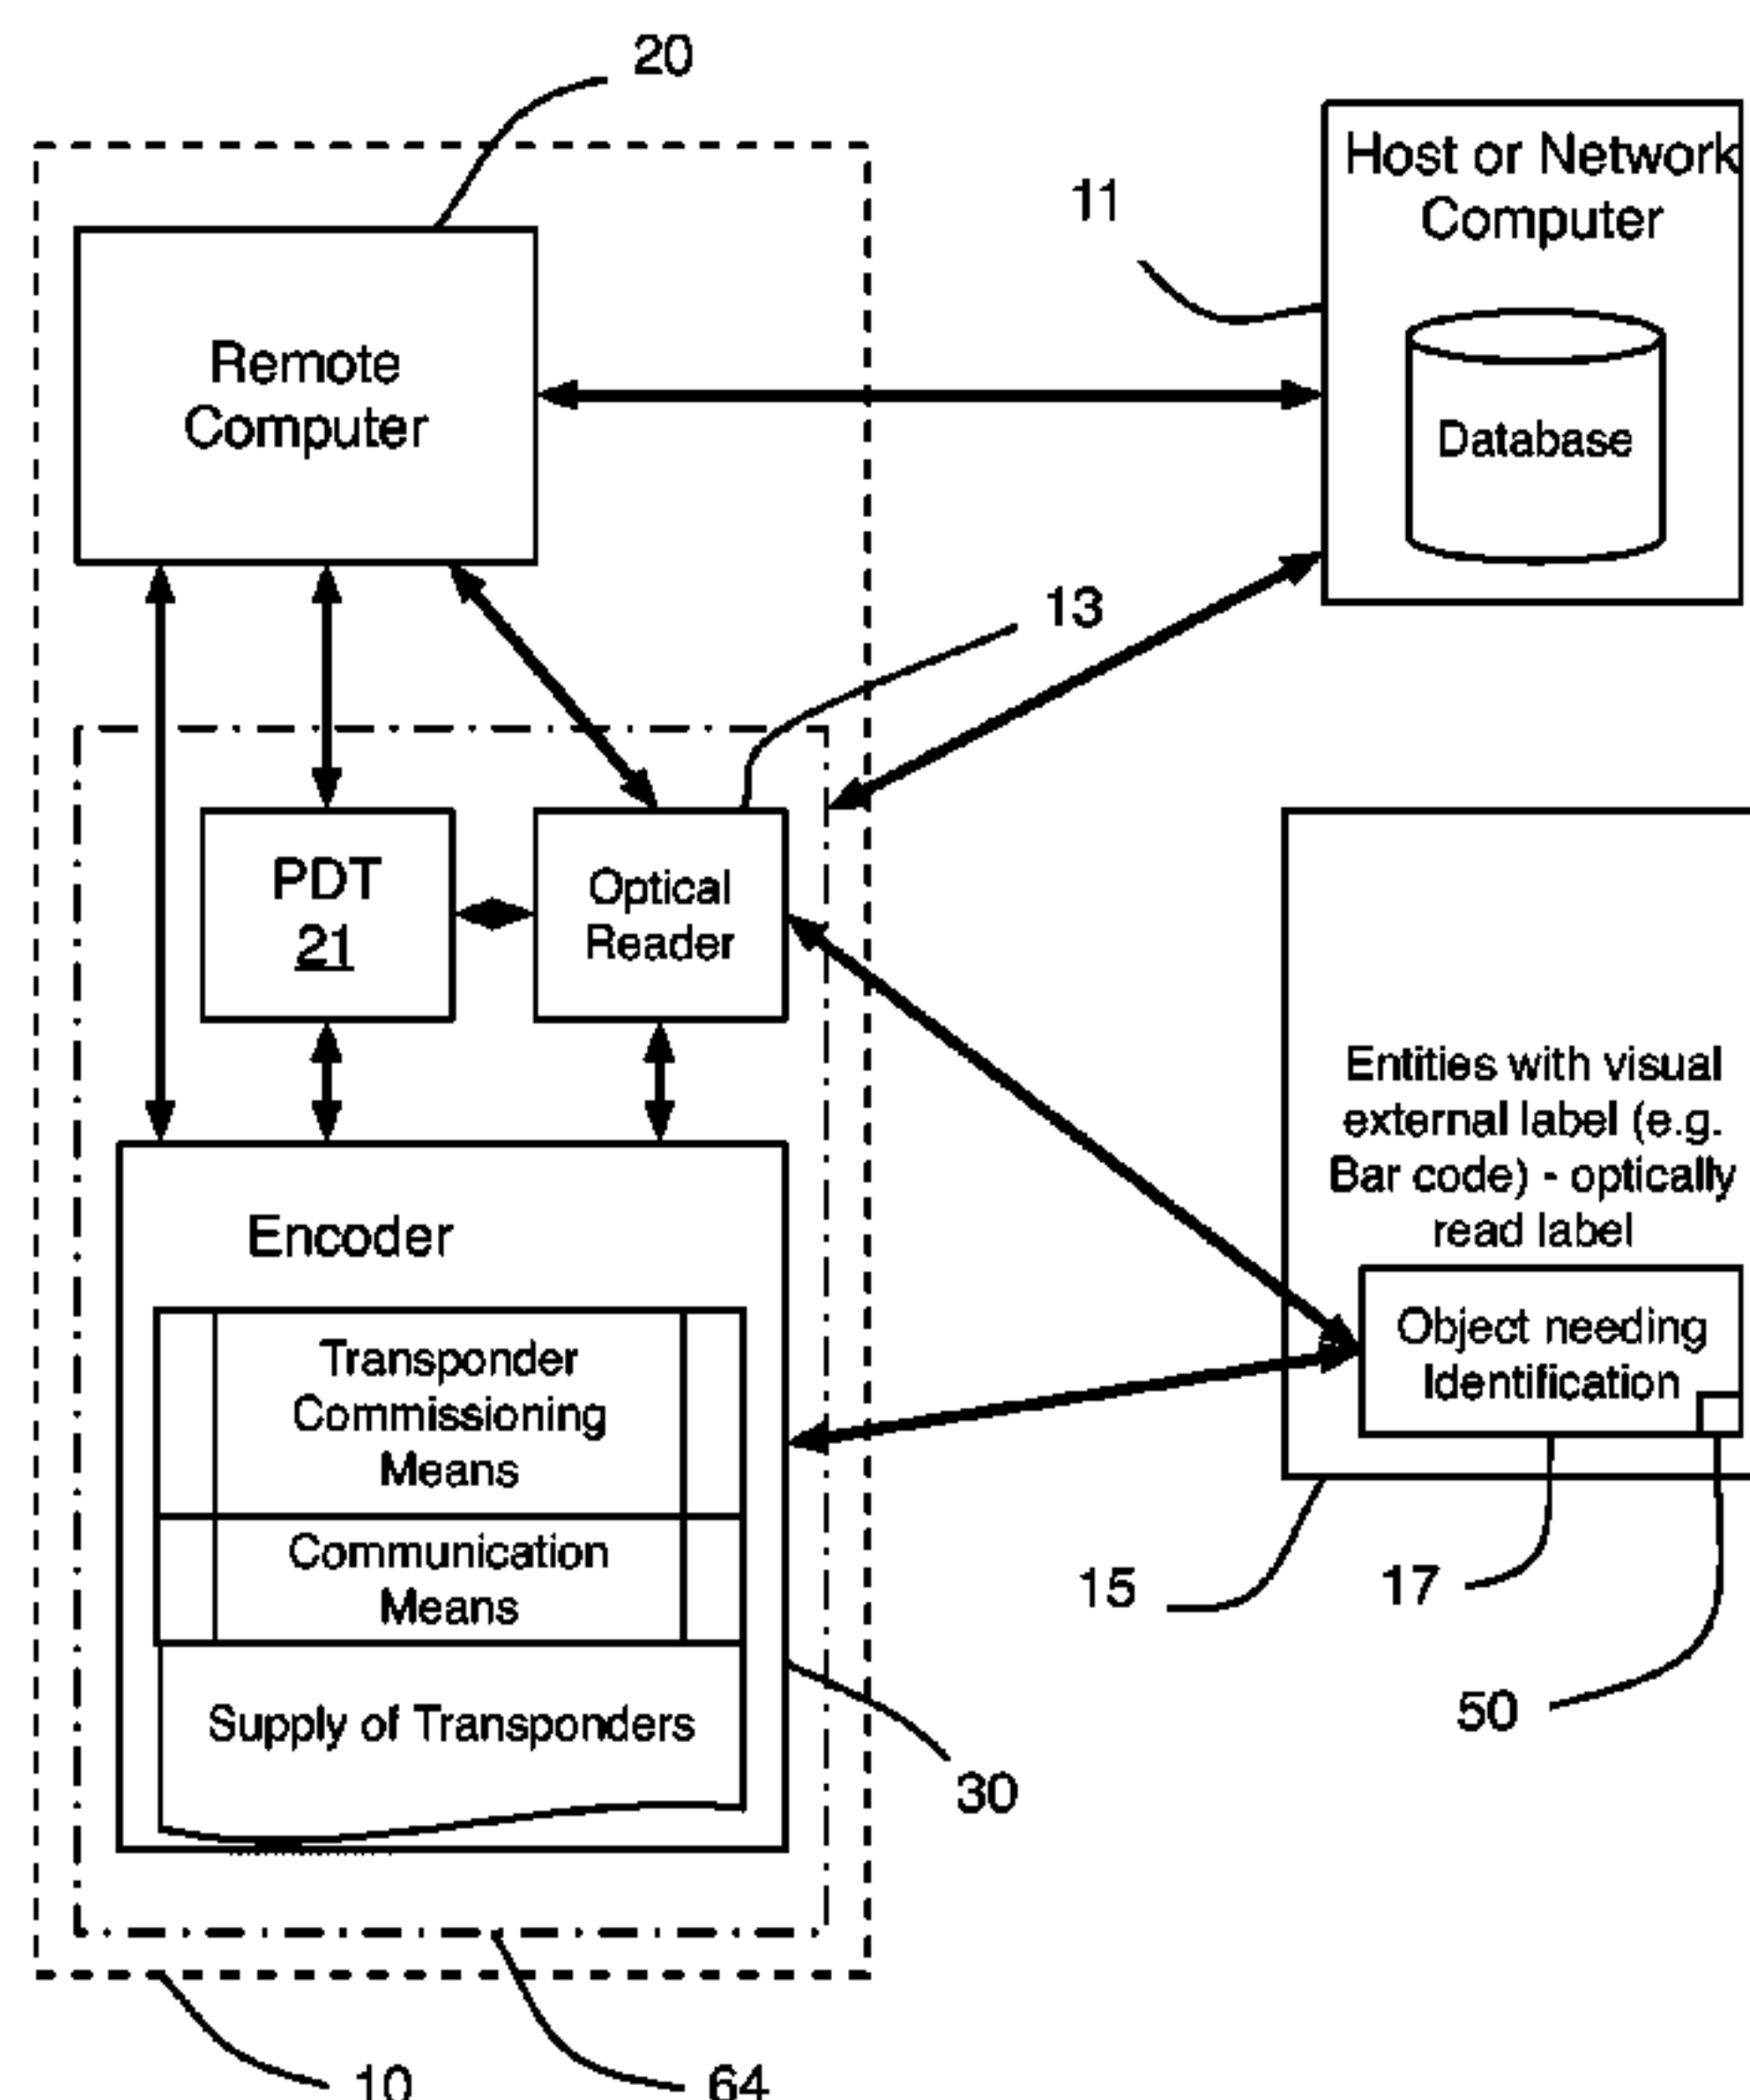 20
Host or Network
Computer
11
Remote
Computer
Database
13
PDT
21
Optical
Reader
Entities with visual
external label (e.g.
Bar code) - optically
read label
Encoder
Object needing
Identification
Transponder
Commissioning
Means
Communication
Means
15
17
Supply of Transponders
50
30
10
64